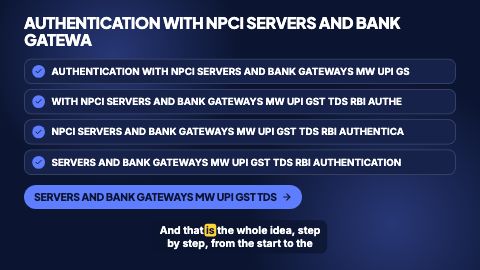 AUTHENTICATION WITH NPCI SERVERS AND BANK
GATEWA
AUTHENTICATION WITH NPCI SERVERS AND BANK GATEWAYS MW UPI GS
WITH NPCI SERVERS AND BANK GATEWAYS MW UPI GST TDS RBI AUTHE
NPCI SERVERS AND BANK GATEWAYS MW UPI GST TDS RBI AUTHENTICA
SERVERS AND BANK GATEWAYS MW UPI GST TDS RBI AUTHENTICATION
SERVERS AND BANK GATEWAYS MW UPI GST TDS →
And that is the whole idea, step
by step, from the start to the